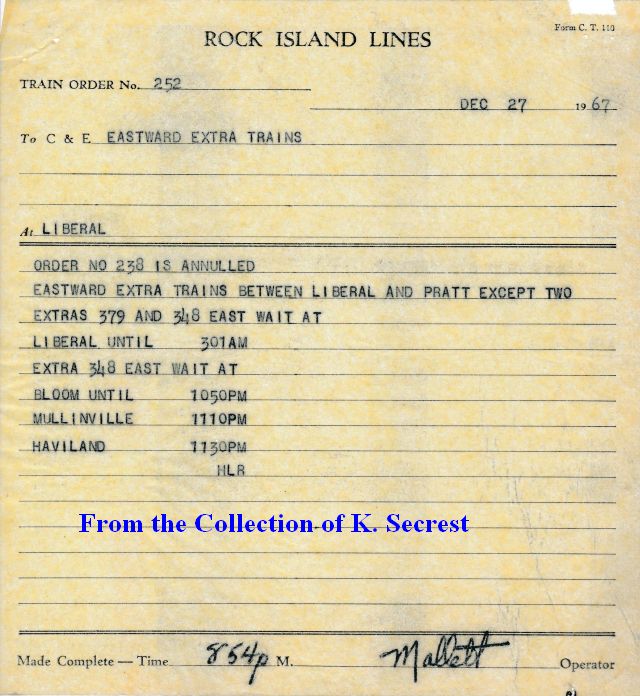 Form C. T. 110
ROCK ISLAND LINES
TRAIN ORDER No. 252
DEC 27 1967
To C & E EASTWARD EXTRA TRAINS
At LIBERAL
ORDER NO 238 IS ANNULLED
EASTWARD EXTRA TRAINS BETWEEN LIBERAL AND PRATT EXCEPT TWO
EXTRAS 379 AND 348 EAST WAIT AT
LIBERAL UNTIL 301AM
EXTRA 348 EAST WAIT AT
BLOOM UNTIL 1050PM
MULLINVILLE 1110PM
HAVILAND 1130PM
HLR
From the Collection of K. Secrest
Made Complete — Time 854p M. Mallett Operator